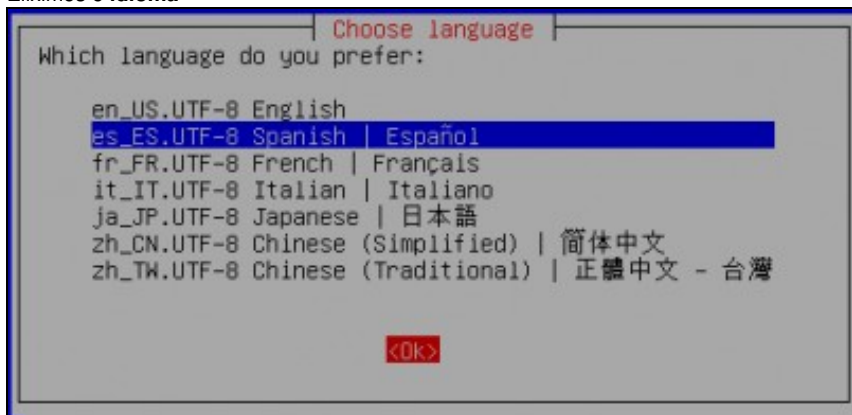 Choose language
Which language do you prefer:
en_US.UTF-8 English
es_ES.UTF-8 Spanish | Español
fr_FR.UTF-8 French | Français
it_IT.UTF-8 Italian | Italiano
ja_JP.UTF-8 Japanese | 日本語
zh_CN.UTF-8 Chinese (Simplified) | 简体中文
zh_TW.UTF-8 Chinese (Traditional) | 正體中文 - 台灣
<Ok>